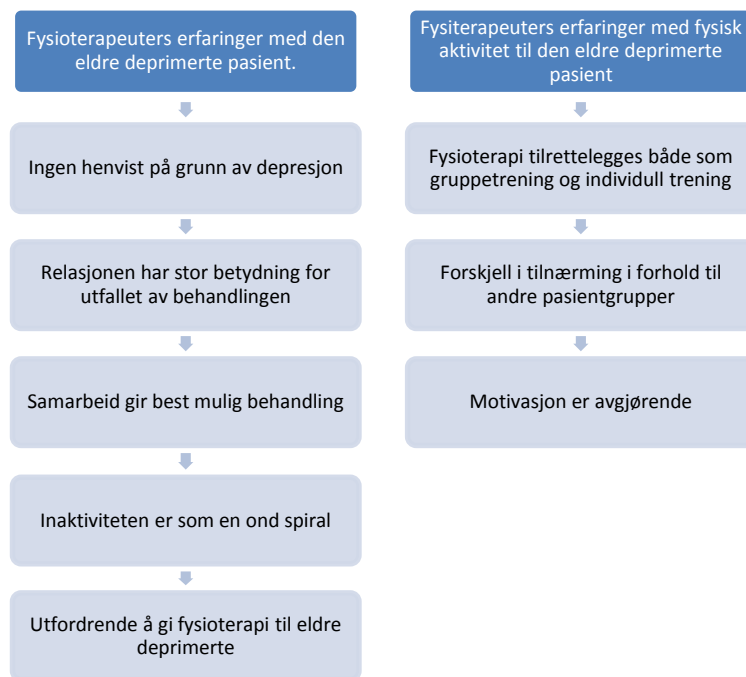 Fysioterapeuters erfaringer med den
eldre deprimerte pasient.
Ingen henvist på grunn av depresjon
Relasjonen har stor betydning for
utfallet av behandlingen
Samarbeid gir best mulig behandling
Inaktiviteten er som en ond spiral
Utfordrende å gi fysioterapi til eldre
deprimerte
Fysiterapeuters erfaringer med fysisk
aktivitet til den eldre deprimerte
pasient
Fysioterapi tilrettelegges både som
gruppetrening og individull trening
Forskjell i tilnærming i forhold til
andre pasientgrupper
Motivasjon er avgjørende